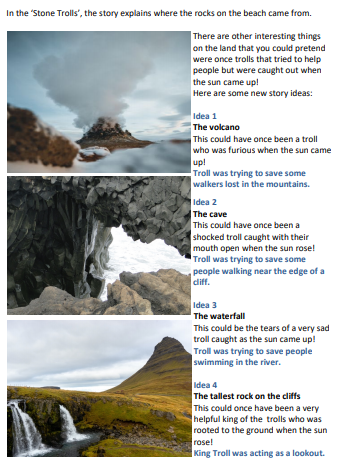 In the ‘Stone Trolls’, the story explains where the rocks on the beach came from.
There are other interesting things
on the land that you could pretend
were once trolls that tried to help
people but were caught out when
the sun came up!
Here are some new story ideas:
Idea 1
The volcano
This could have once been a troll
who was furious when the sun came
up!
Troll was trying to save some
walkers lost in the mountains.
Idea 2
The cave
This could have once been a
shocked troll caught with their
mouth open when the sun rose!
Troll was trying to save some
people walking near the edge of a
cliff.
Idea 3
The waterfall
This could be the tears of a very sad
troll caught as the sun came up!
Troll was trying to save people
swimming in the river.
Idea 4
The tallest rock on the cliffs
This could once have been a very
helpful king of the trolls who was
rooted to the ground when the sun
rose!
King Troll was acting as a lookout.